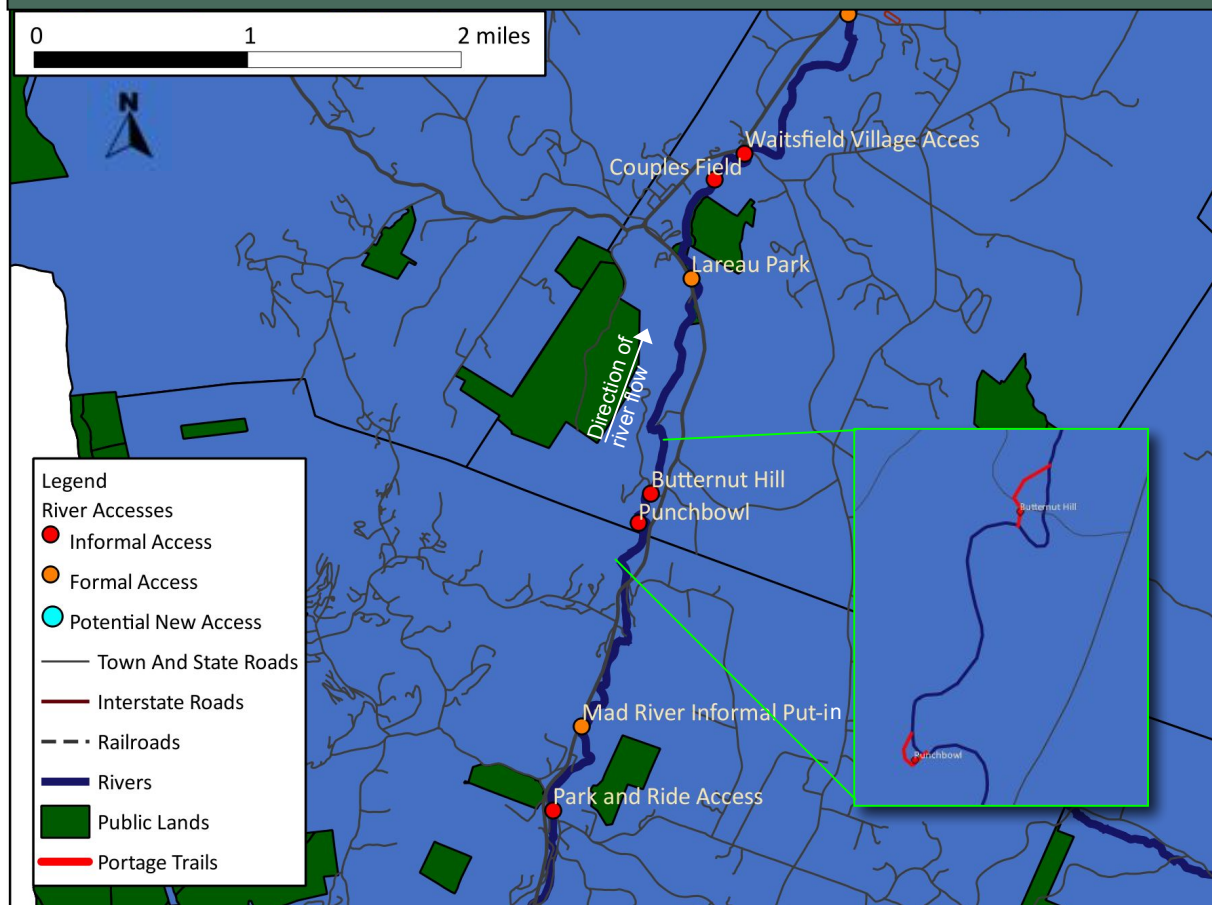 0 1 2 miles
N
Waitsfield Village Acces
Couples Field
Lareau Park
Direction of
river flow
Butternut Hill
Punchbowl
Butternut Hill
Punchbowl
Mad River Informal Put-in
Park and Ride Access
Legend
River Accesses
Informal Access
Formal Access
Potential New Access
Town And State Roads
Interstate Roads
Railroads
Rivers
Public Lands
Portage Trails